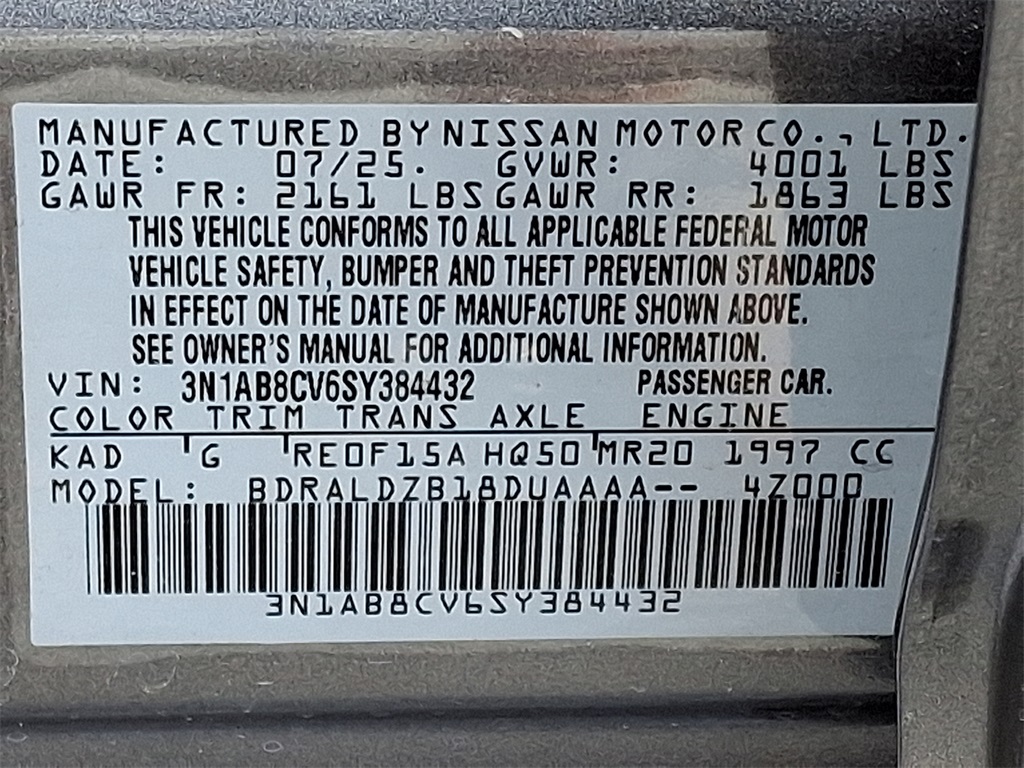 MANUFACTURED BY NISSAN MOTOR CO., LTD.
DATE: 07/25. GVWR: 4001 LBS
GAWR FR: 2161 LBS GAWR RR: 1863 LBS
THIS VEHICLE CONFORMS TO ALL APPLICABLE FEDERAL MOTOR
VEHICLE SAFETY, BUMPER AND THEFT PREVENTION STANDARDS
IN EFFECT ON THE DATE OF MANUFACTURE SHOWN ABOVE.
SEE OWNER'S MANUAL FOR ADDITIONAL INFORMATION.
VIN: 3N1AB8CV6SY384432 PASSENGER CAR.
COLOR TRIM TRANS AXLE ENGINE
KAD G RE0F15A HQ50 MR20 1997 CC
MODEL: BDRALDZB18DUAAAA-- 4Z000
3N1AB8CV6SY384432